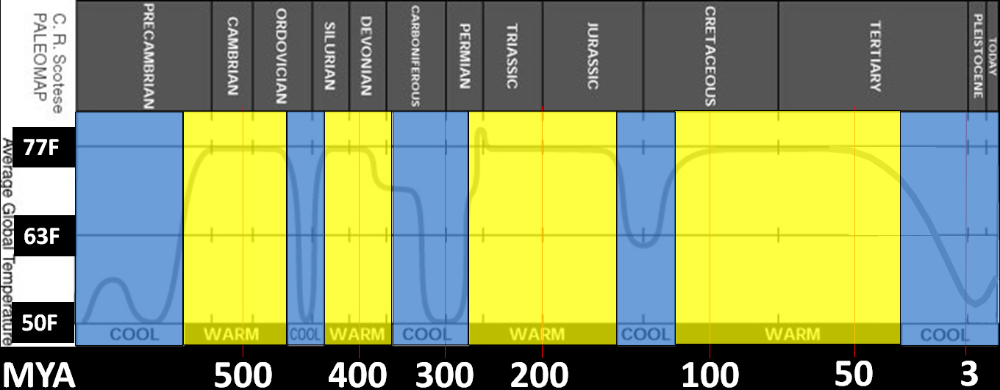 C. R. Scotese
PALEOMAP
PRECAMBRIAN
CAMBRIAN
ORDOVICIAN
SILURIAN
DEVONIAN
CARBONIFEROUS
PERMIAN
TRIASSIC
JURASSIC
CRETACEOUS
TERTIARY
PLEISTOCENE
TODAY
Average Global Temperature
77F
63F
50F
COOL
WARM
COOL
WARM
COOL
WARM
COOL
WARM
COOL
MYA 500 400 300 200 100 50 3